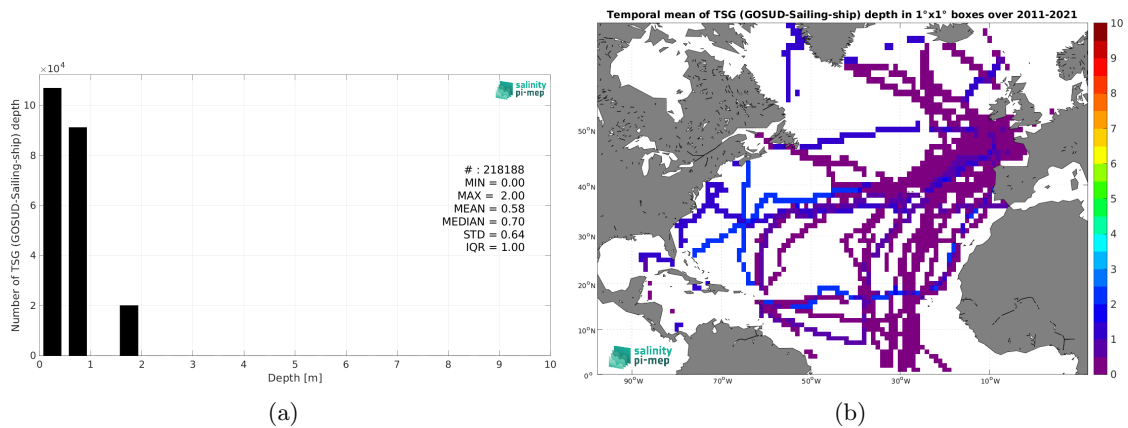 Temporal mean of TSG (GOSUD-Sailing-ship) depth in 1°x1° boxes over 2011-2021
×10⁴
10
8
6
4
2
0
Number of TSG (GOSUD-Sailing-ship) depth
salinity
pi-mep
# : 218188
MIN = 0.00
MAX = 2.00
MEAN = 0.58
MEDIAN = 0.70
STD = 0.64
IQR = 1.00
0 1 2 3 4 5 6 7 8 9 10
Depth [m]
(a)
50°N
40°N
30°N
20°N
10°N
0°
90°W 70°W 50°W 30°W 10°W
salinity
pi-mep
10
9
8
7
6
5
4
3
2
1
0
(b)